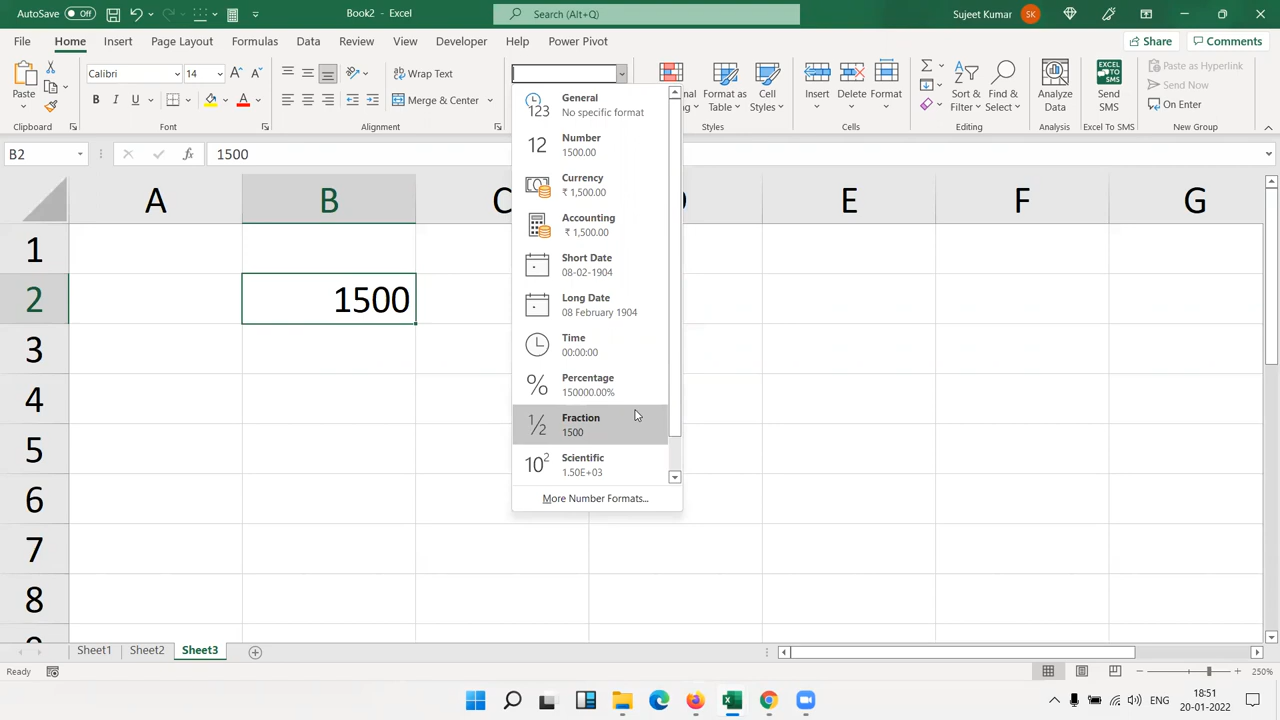 AutoSave Off Book2 - Excel Search (Alt+Q) Sujeet Kumar SK
File Home Insert Page Layout Formulas Data Review View Developer Help Power Pivot Share Comments
Paste Calibri 14 Wrap Text Format as Table Cell Styles Insert Delete Format Sort & Filter Find & Select Analyze Data Send SMS Paste as Hyperlink
Send Now
B I U Merge & Center On Enter
Clipboard Font Alignment Styles Cells Editing Analysis Excel To SMS New Group
B2 fx 1500
General
No specific format
Number
1500.00
Currency
₹ 1,500.00
Accounting
₹ 1,500.00
Short Date
08-02-1904
Long Date
08 February 1904
Time
00:00:00
Percentage
150000.00%
Fraction
1500
Scientific
1.50E+03
More Number Formats...
A B C E F G
1
2 1500
3
4
5
6
7
8
Sheet1 Sheet2 Sheet3
Ready 250%
ENG 18:51
20-01-2022